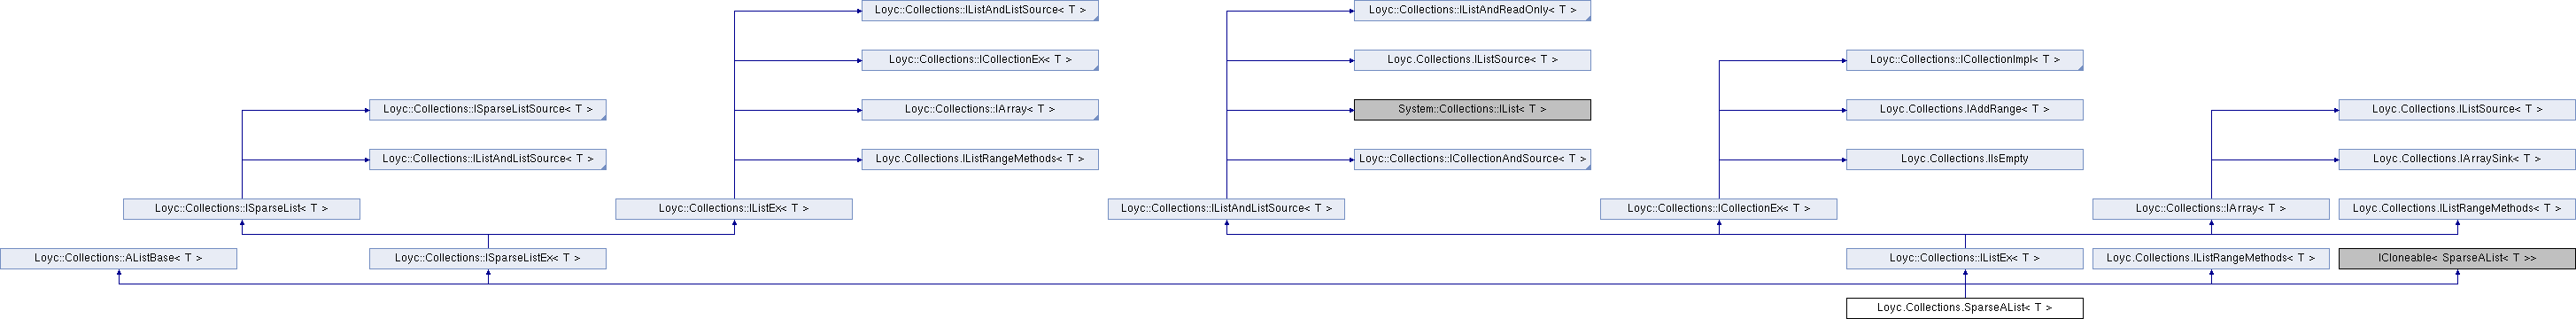 Loyc::Collections::IListAndListSource< T >
Loyc::Collections::IListAndReadOnly< T >
Loyc::Collections::ICollectionEx< T >
Loyc.Collections.IListSource< T >
Loyc::Collections::ICollectionImpl< T >
Loyc::Collections::ISparseListSource< T >
Loyc::Collections::IArray< T >
System::Collections::IList< T >
Loyc.Collections.IAddRange< T >
Loyc.Collections.IListSource< T >
Loyc::Collections::IListAndListSource< T >
Loyc.Collections.IListRangeMethods< T >
Loyc::Collections::ICollectionAndSource< T >
Loyc.Collections.IIsEmpty
Loyc.Collections.IArraySink< T >
Loyc::Collections::ISparseList< T >
Loyc::Collections::IListEx< T >
Loyc::Collections::IListAndListSource< T >
Loyc::Collections::ICollectionEx< T >
Loyc::Collections::IArray< T >
Loyc.Collections.IListRangeMethods< T >
Loyc::Collections::AListBase< T >
Loyc::Collections::ISparseListEx< T >
Loyc::Collections::IListEx< T >
Loyc.Collections.IListRangeMethods< T >
ICloneable< SparseAList< T >>
Loyc.Collections.SparseAList< T >